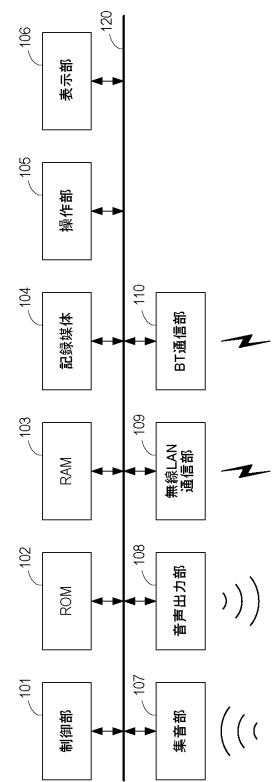 101
制御部
102
ROM
103
RAM
104
記録媒体
105
操作部
106
表示部
120
107
集音部
108
音声出力部
109
無線LAN
通信部
110
BT通信部